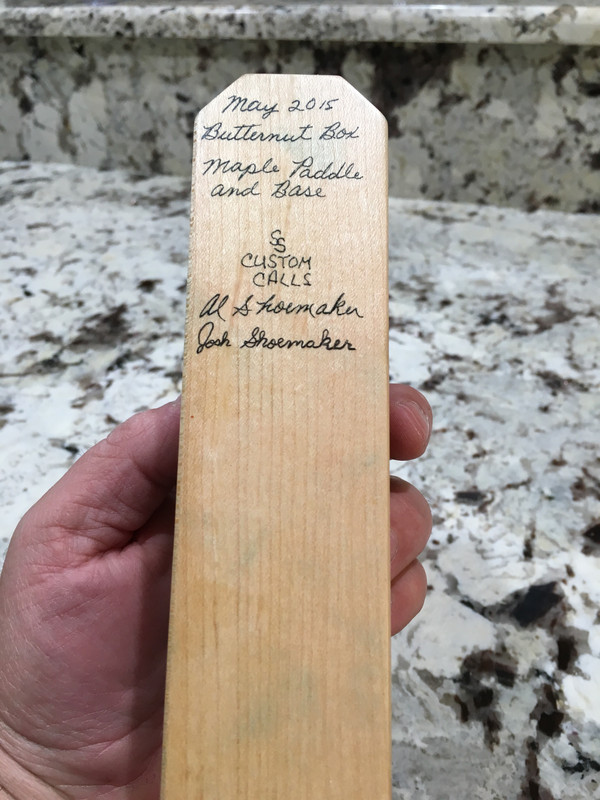 May 2015
Butternut Box
Maple Paddle
and Base
SS
CUSTOM
CALLS
Al Shoemaker
Josh Shoemaker